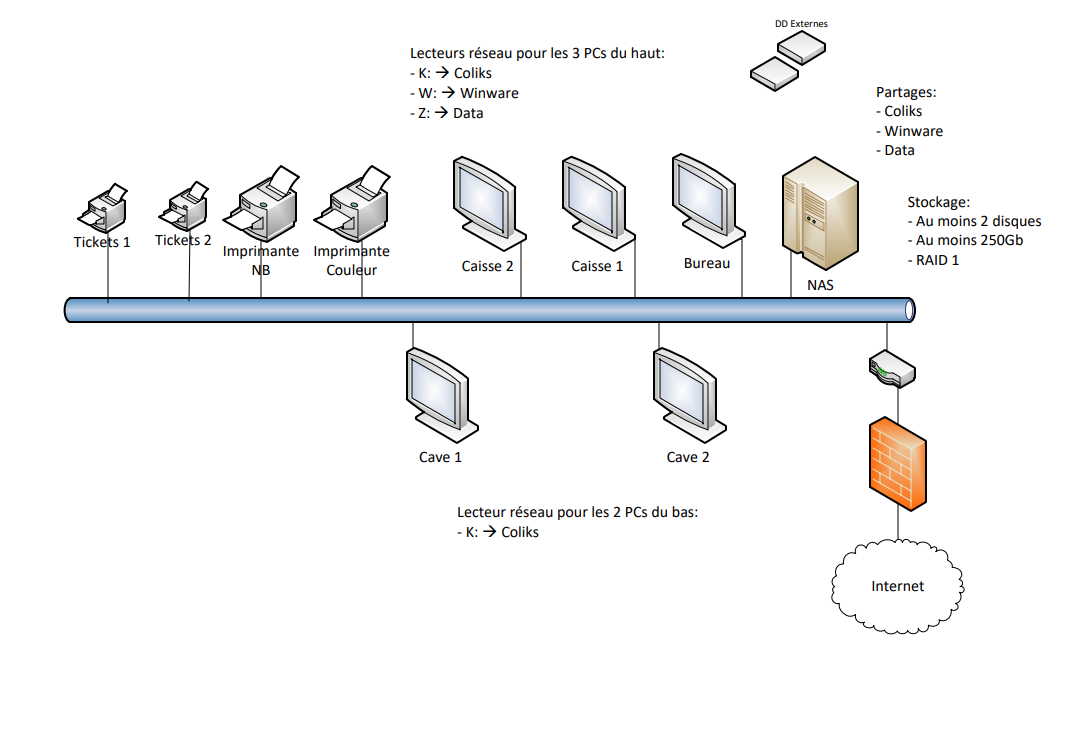 DD Externes
Lecteurs réseau pour les 3 PCs du haut:
- K: → Coliks
- W: → Winware
- Z: → Data
Partages:
- Coliks
- Winware
- Data
Stockage:
- Au moins 2 disques
- Au moins 250Gb
- RAID 1
Tickets 1
Tickets 2
Imprimante
NB
Imprimante
Couleur
Caisse 2
Caisse 1
Bureau
NAS
Cave 1
Cave 2
Lecteur réseau pour les 2 PCs du bas:
- K: → Coliks
Internet